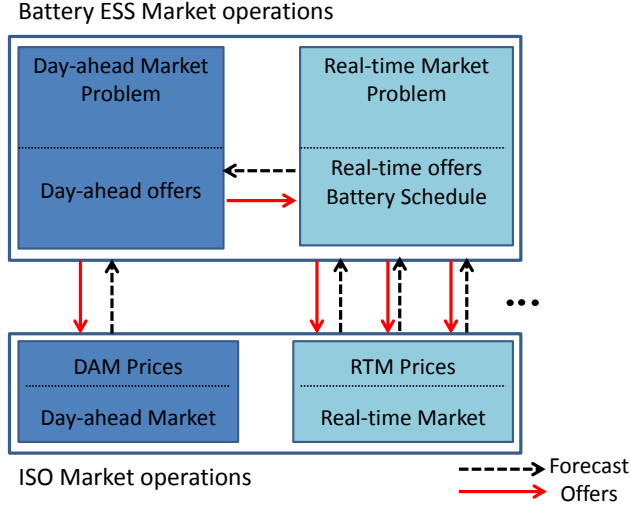 Battery ESS Market operations
Day-ahead Market
Problem
Day-ahead offers
Real-time Market
Problem
Real-time offers
Battery Schedule
...
DAM Prices
Day-ahead Market
RTM Prices
Real-time Market
ISO Market operations
Forecast
Offers